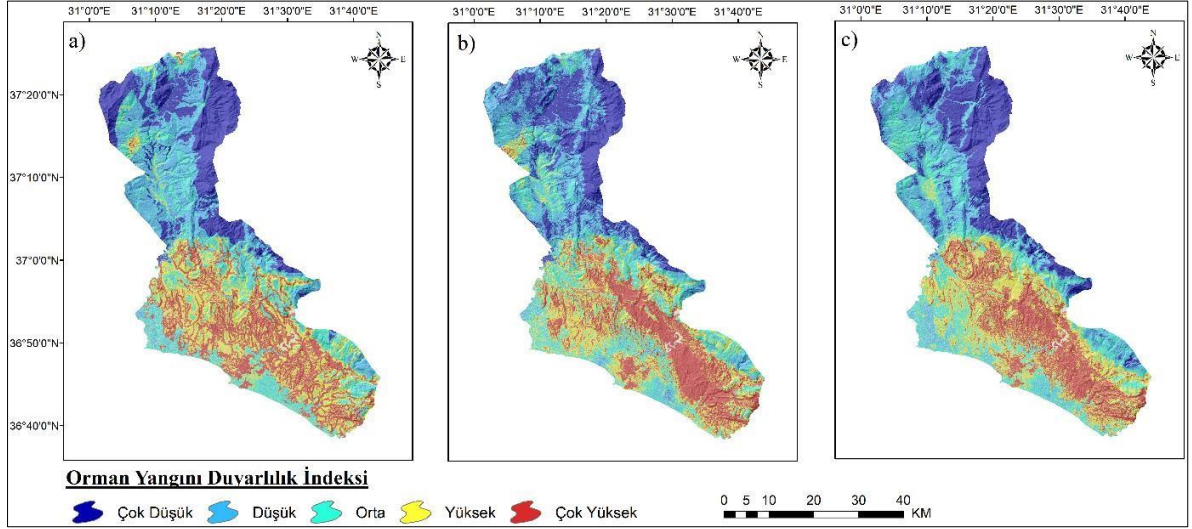 31°0'0"E 31°10'0"E 31°20'0"E 31°30'0"E 31°40'0"E
31°0'0"E 31°10'0"E 31°20'0"E 31°30'0"E 31°40'0"E
31°0'0"E 31°10'0"E 31°20'0"E 31°30'0"E 31°40'0"E
a)
N
W E
S
b)
N
W E
S
c)
N
W E
S
37°20'0"N
37°10'0"N
37°0'0"N
36°50'0"N
36°40'0"N
Orman Yangını Duyarlılık İndeksi
Çok Düşük Düşük Orta Yüksek Çok Yüksek
0 5 10 20 30 40
KM